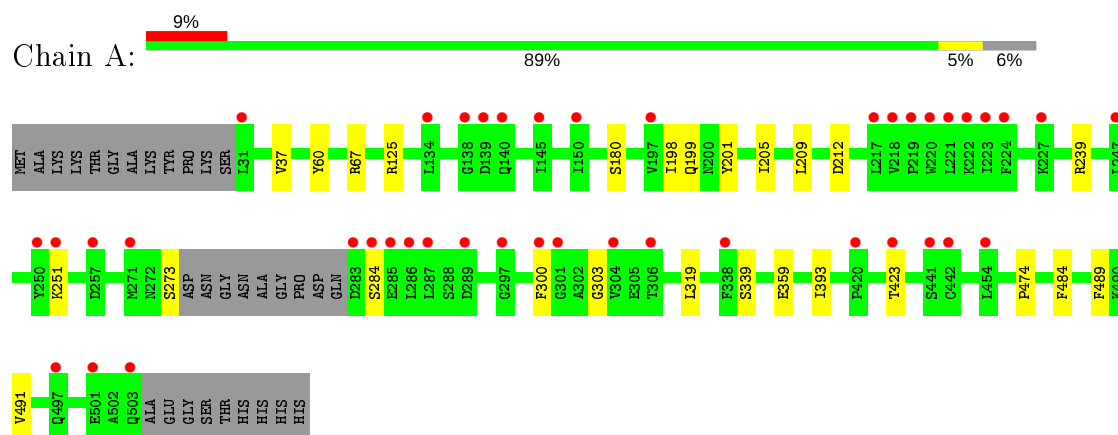 9%
Chain A:
89% 5% 6%
MET ALA LYS LYS THR GLY ALA LYS TYR PRO LYS SER L31 V37 Y60 R67 R125 L134 G138 D139 Q140 I145 I150 S180 V197 I198 Q199 N200 Y201 I205 L209 D212 L217 V218 P219 W220 L221 K222 I223 F224 K227 R239 L247
Y250 K251 D257 M271 N272 S273 ASP ASN GLY ASN ALA GLY PRO ASP GLN D283 S284 E285 L286 L287 S288 D289 G297 F300 G301 A302 G303 V304 E305 T306 L319 F338 S339 E359 I393 P420 T423 S441 C442 L454 P474 F484 F489 K490
V491 Q497 E501 A502 Q503 ALA GLU GLY SER THR HIS HIS HIS HIS